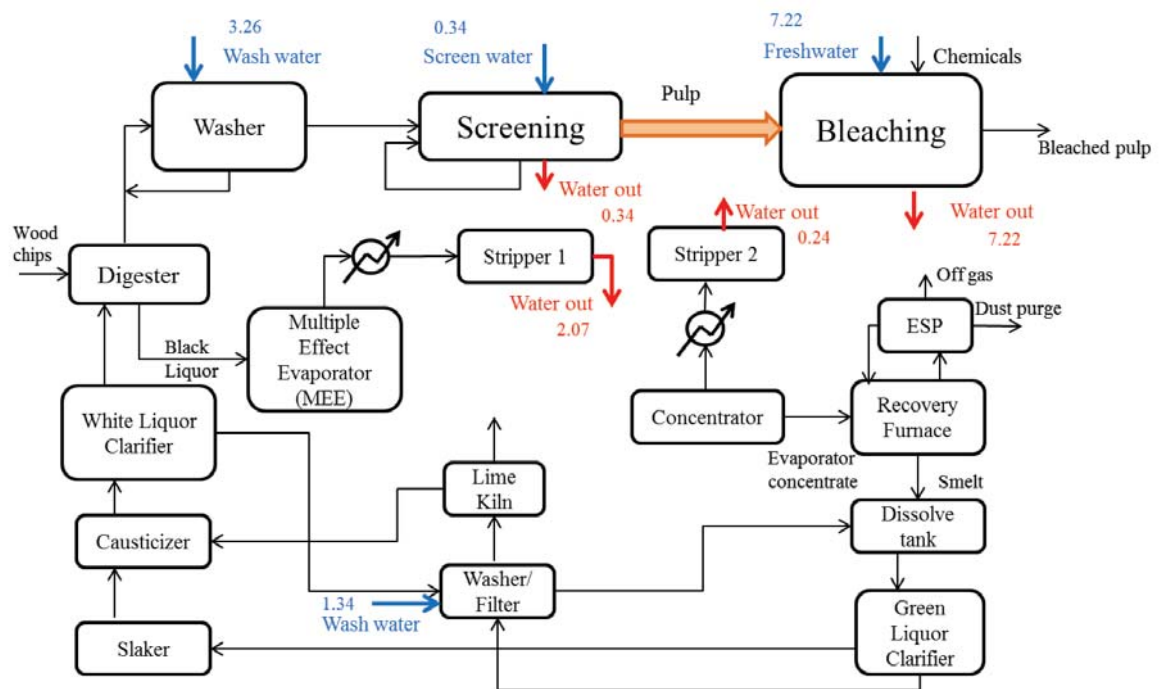 3.26
Wash water
0.34
Screen water
7.22
Freshwater
Chemicals
Washer
Screening
Pulp
Bleaching
Bleached pulp
Water out
0.34
Water out
0.24
Water out
7.22
Wood
chips
Digester
Stripper 1
Stripper 2
Water out
2.07
Off gas
ESP
Dust purge
Black
Liquor
Multiple
Effect
Evaporator
(MEE)
White Liquor
Clarifier
Concentrator
Recovery
Furnace
Evaporator
concentrate
Smelt
Lime
Kiln
Causticizer
Dissolve
tank
Washer/
Filter
1.34
Wash water
Green
Liquor
Clarifier
Slaker